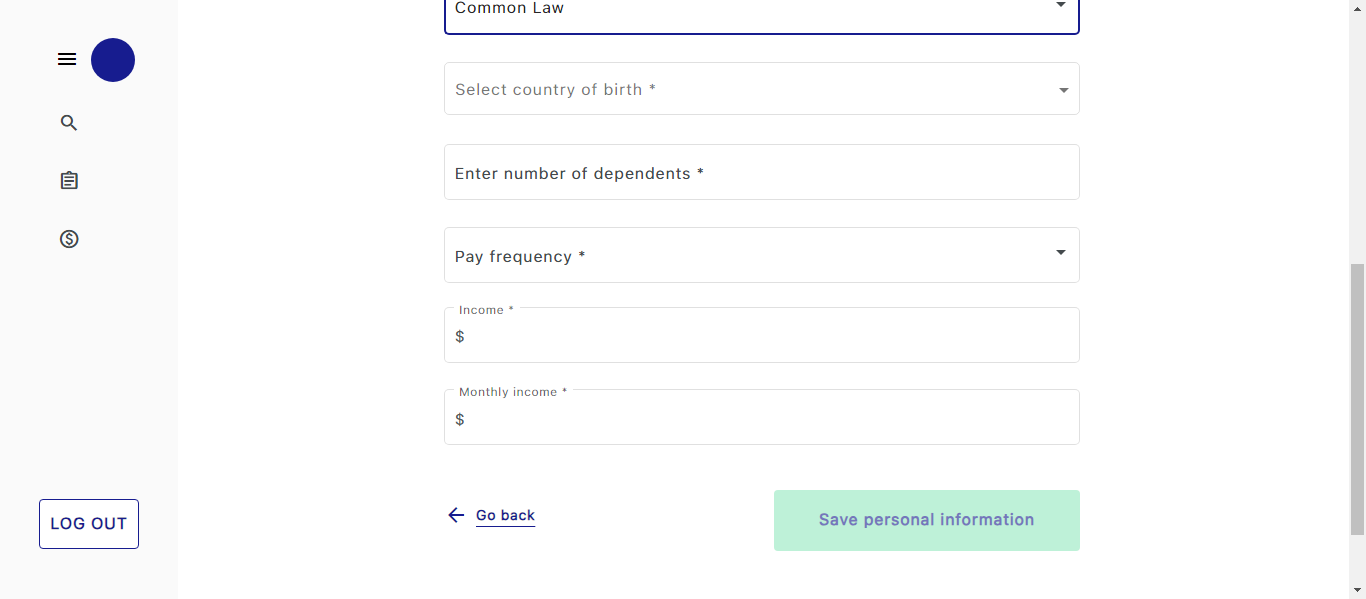 Common Law
Select country of birth *
Enter number of dependents *
Pay frequency *
Income *
$
Monthly income *
$
LOG OUT
Go back
Save personal information